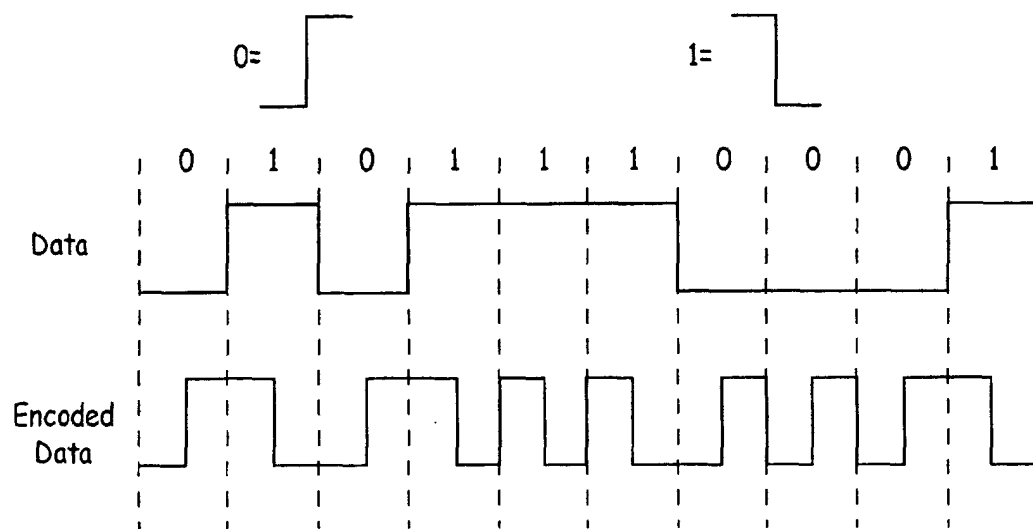 0= 1=
0 1 0 1 1 1 0 0 0 1
Data
Encoded
Data